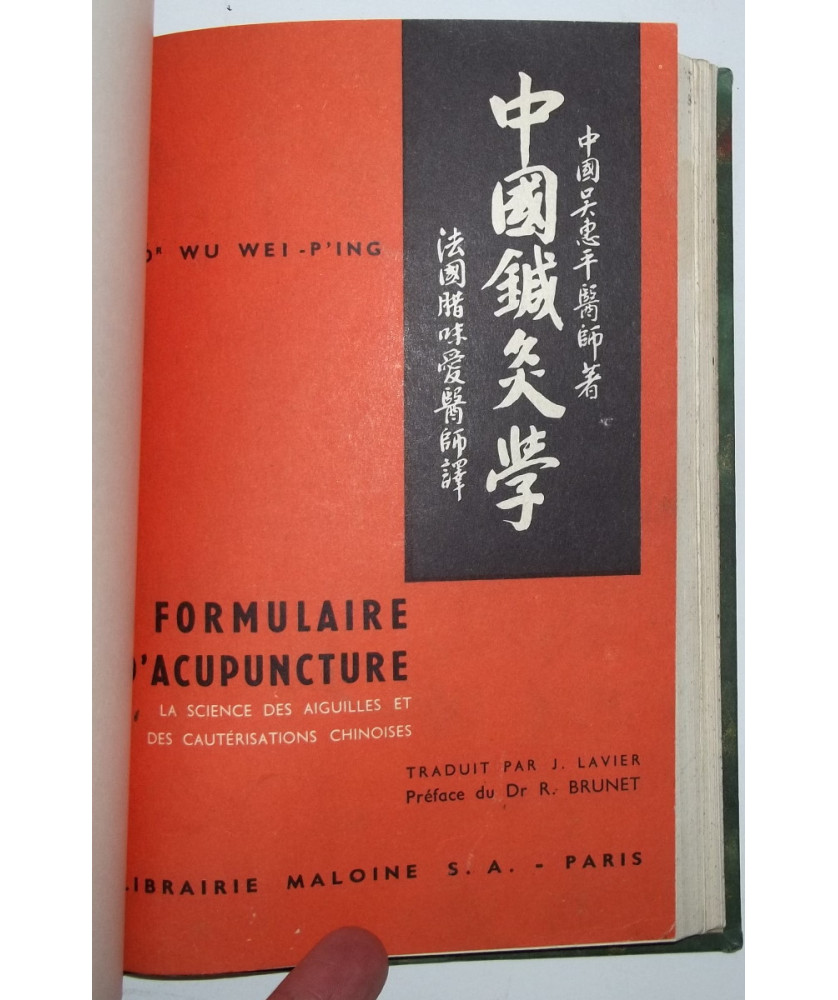 中國吳惠平醫師著
中國鍼灸学
法國腊味愛醫師譯
Dʳ WU WEI-P'ING
FORMULAIRE
D'ACUPUNCTURE
LA SCIENCE DES AIGUILLES ET
DES CAUTÉRISATIONS CHINOISES
TRADUIT PAR J. LAVIER
Préface du Dr R. BRUNET
LIBRAIRIE MALOINE S. A. - PARIS